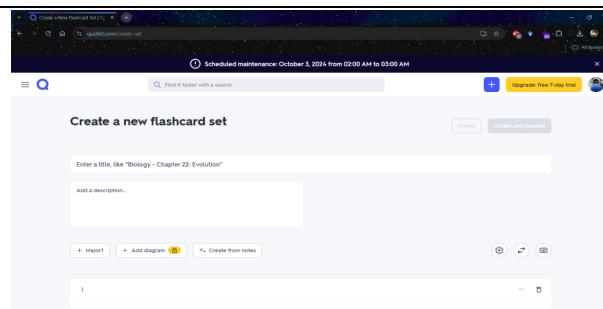 Create a New Flashcard Set | Q
quizlet.com/create-set
Scheduled maintenance: October 3, 2024 from 02:00 AM to 03:00 AM
Find it faster with a search
Upgrade: free 7-day trial
Create a new flashcard set
Create
Create and practice
Enter a title, like "Biology - Chapter 22: Evolution"
Add a description...
+ Import
+ Add diagram
Create from notes
1